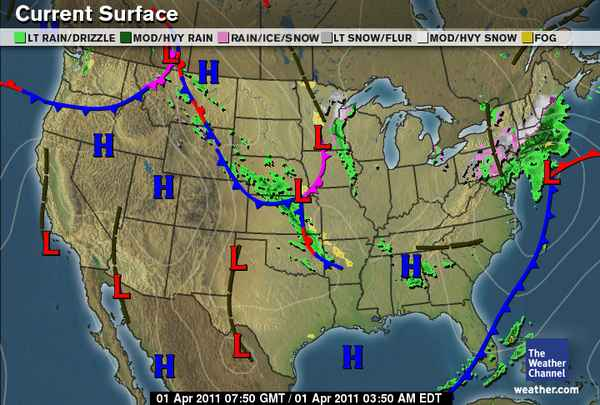 Current Surface
LT RAIN/DRIZZLE MOD/HVY RAIN RAIN/ICE/SNOW LT SNOW/FLUR MOD/HVY SNOW FOG
H
L
H
L
H
H
L
L
L
L
L
H
L
H
H
L
The Weather Channel
weather.com
01 Apr 2011 07:50 GMT / 01 Apr 2011 03:50 AM EDT